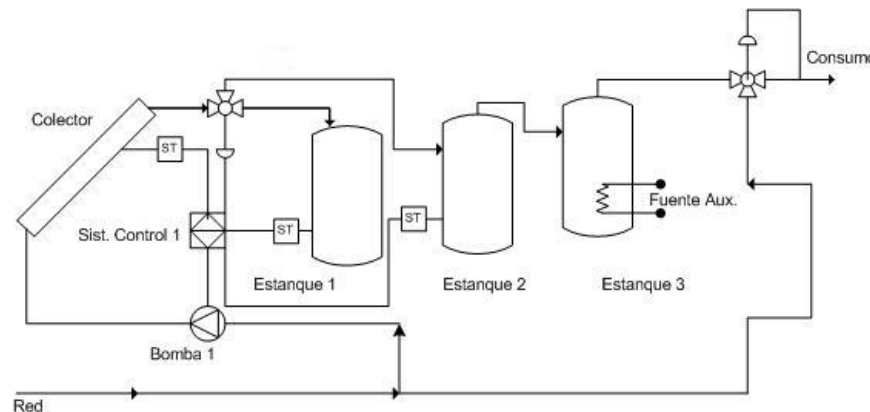 Consumo
Colector
ST
Fuente Aux.
Sist. Control 1
ST
ST
Estanque 1
Estanque 2
Estanque 3
Bomba 1
Red